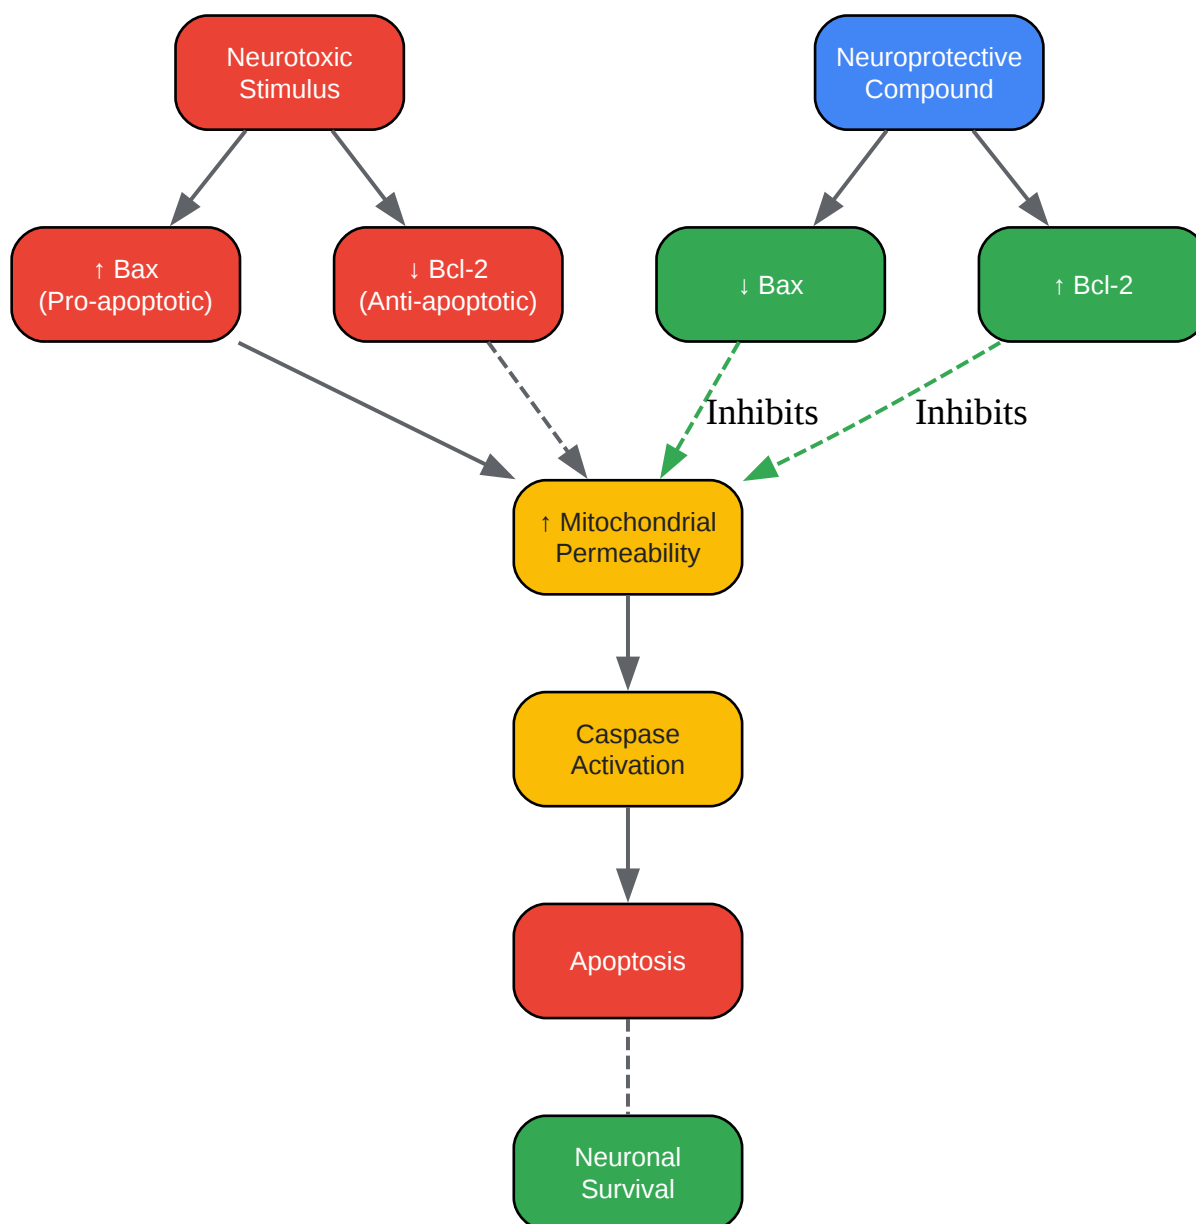 Neurotoxic
Stimulus
Neuroprotective
Compound
↑ Bax
(Pro-apoptotic)
↓ Bcl-2
(Anti-apoptotic)
↓ Bax
↑ Bcl-2
Inhibits
Inhibits
↑ Mitochondrial
Permeability
Caspase
Activation
Apoptosis
Neuronal
Survival